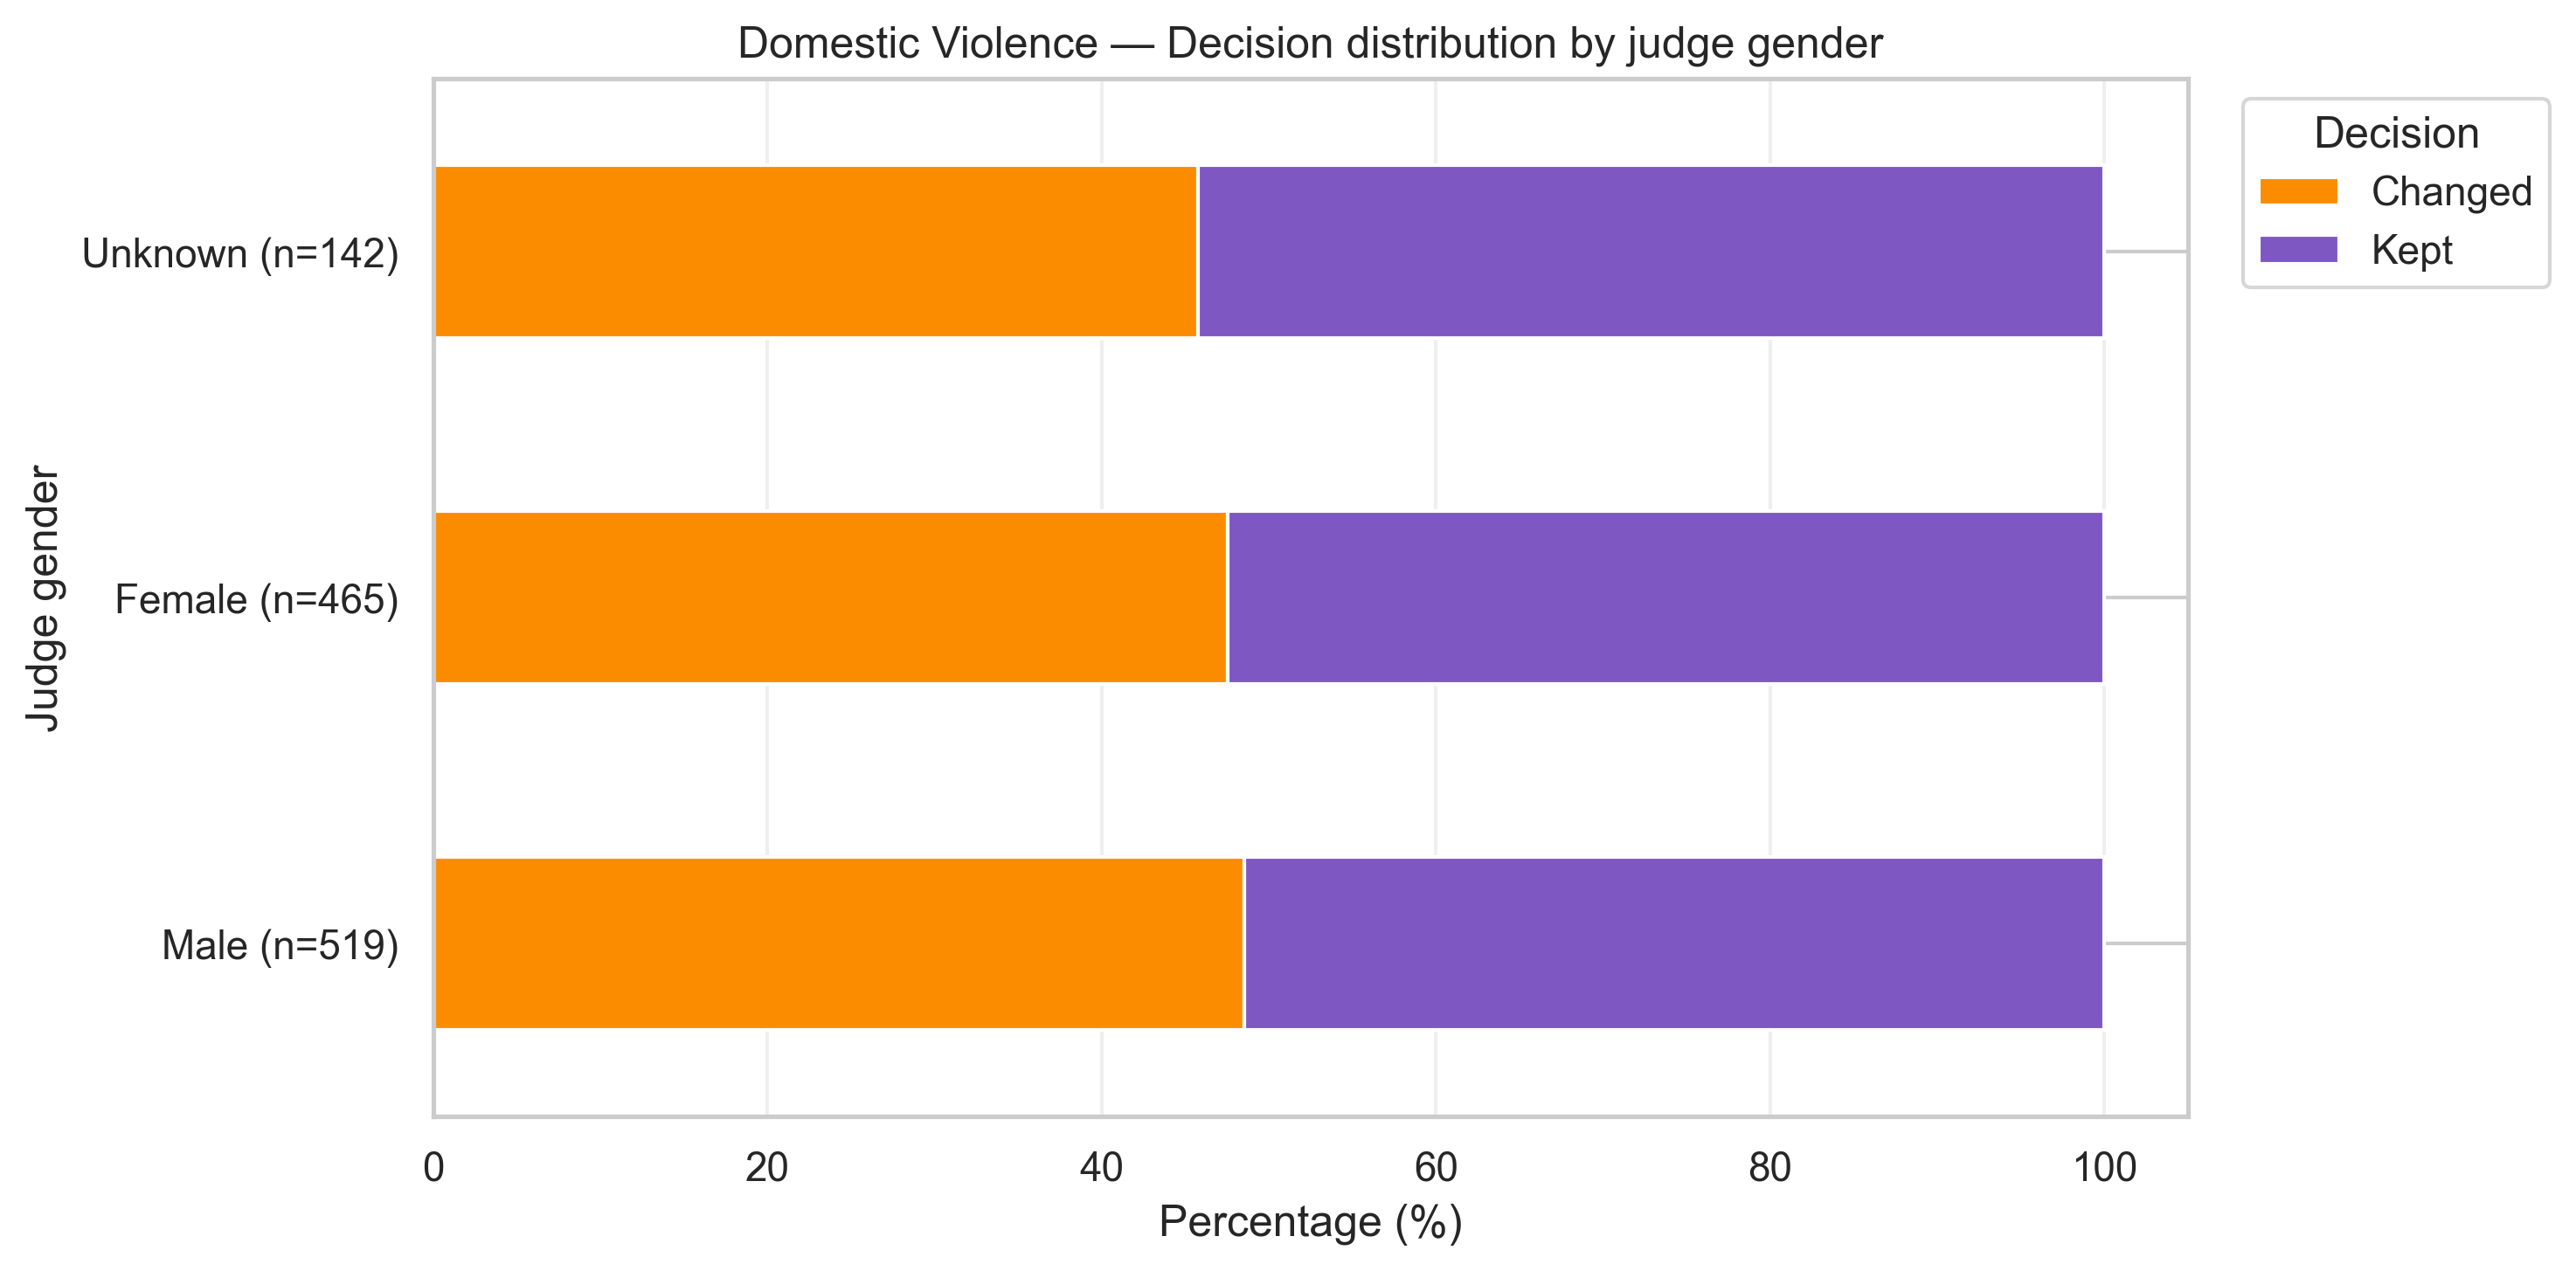 Domestic Violence — Decision distribution by judge gender
Decision
Changed
Kept
Judge gender
Unknown (n=142)
Female (n=465)
Male (n=519)
0 20 40 60 80 100
Percentage (%)